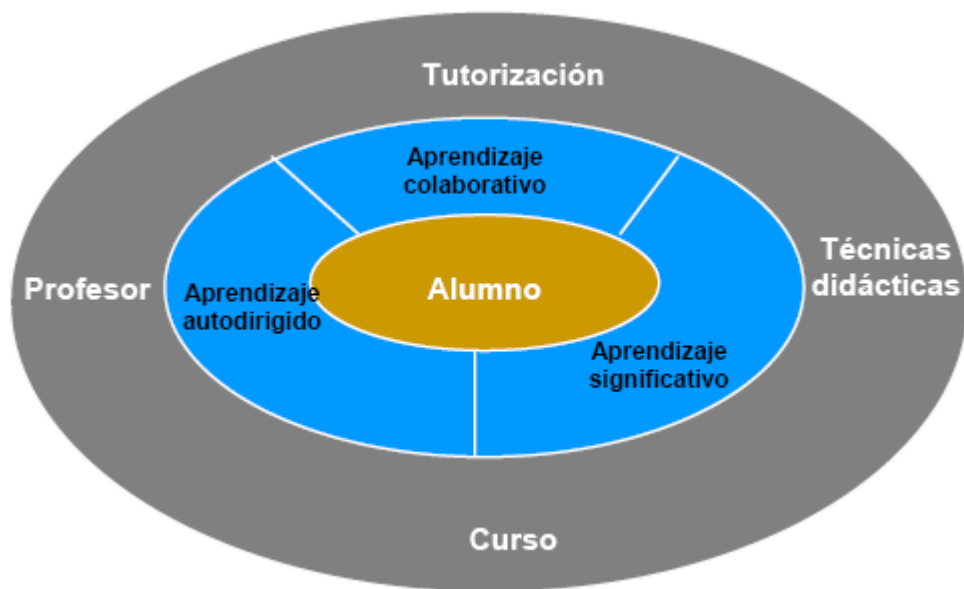 Tutorización
Aprendizaje
colaborativo
Profesor
Aprendizaje
autodirigido
Alumno
Técnicas
didácticas
Aprendizaje
significativo
Curso